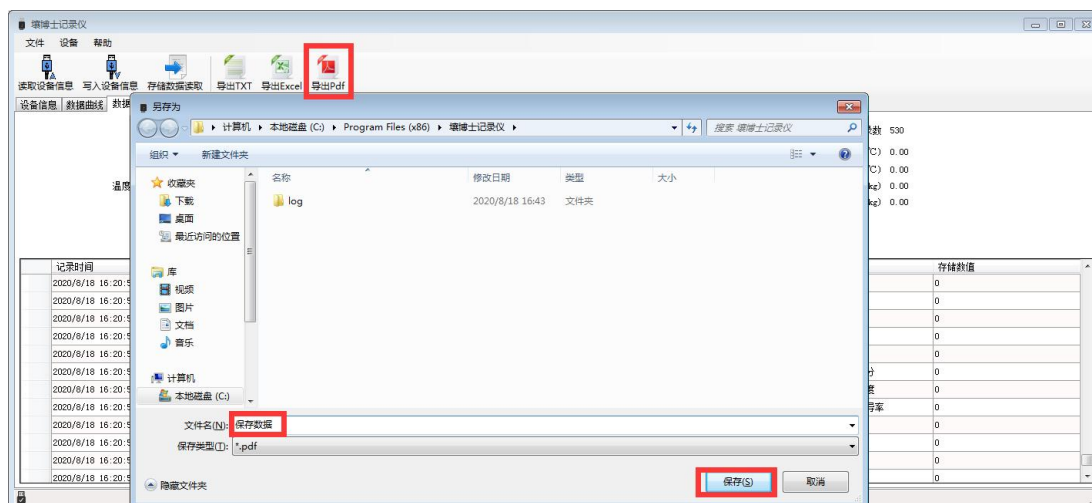 壤博士记录仪
文件 设备 帮助
读取设备信息 写入设备信息 存储数据读取 导出TXT 导出Excel 导出Pdf
设备信息 数据曲线 数据
另存为
计算机 本地磁盘 (C:) Program Files (x86) 壤博士记录仪
搜索 壤博士记录仪
组织 新建文件夹
名称 修改日期 类型 大小
log 2020/8/18 16:43 文件夹
收藏夹
下载
桌面
最近访问的位置
库
视频
图片
文档
音乐
计算机
本地磁盘 (C:)
文件名(N): 保存数据
保存类型(T): *.pdf
隐藏文件夹
保存(S) 取消
录数 530
℃) 0.00
℃) 0.00
kg) 0.00
kg) 0.00
温度
记录时间 存储数值
2020/8/18 16:20:5 0
2020/8/18 16:20:5 0
2020/8/18 16:20:5 0
2020/8/18 16:20:5 0
2020/8/18 16:20:5 0
2020/8/18 16:20:5 分 0
2020/8/18 16:20:5 度 0
2020/8/18 16:20:5 导率 0
2020/8/18 16:20:5 0
2020/8/18 16:20:5 0
2020/8/18 16:20:5 0
2020/8/18 16:20:5 0